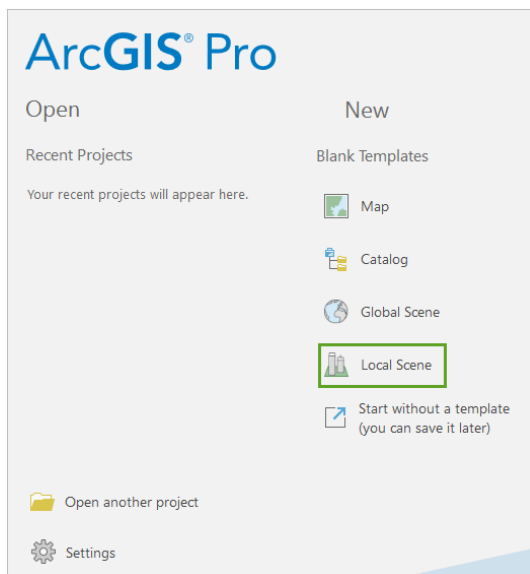 ArcGIS® Pro
Open
Recent Projects
Your recent projects will appear here.
Open another project
Settings
New
Blank Templates
Map
Catalog
Global Scene
Local Scene
Start without a template
(you can save it later)